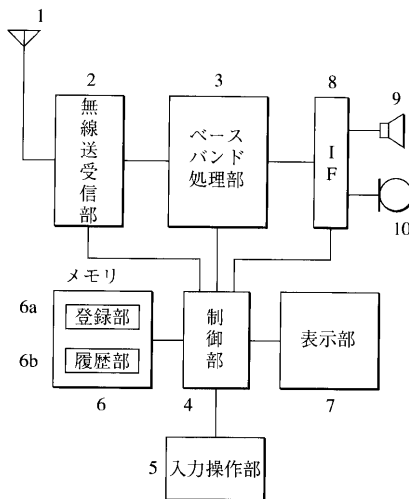 1
2
3
8
9
無線送受信部
ベースバンド処理部
IF
10
メモリ
6a
登録部
6b
履歴部
制御部
表示部
6
4
7
5
入力操作部